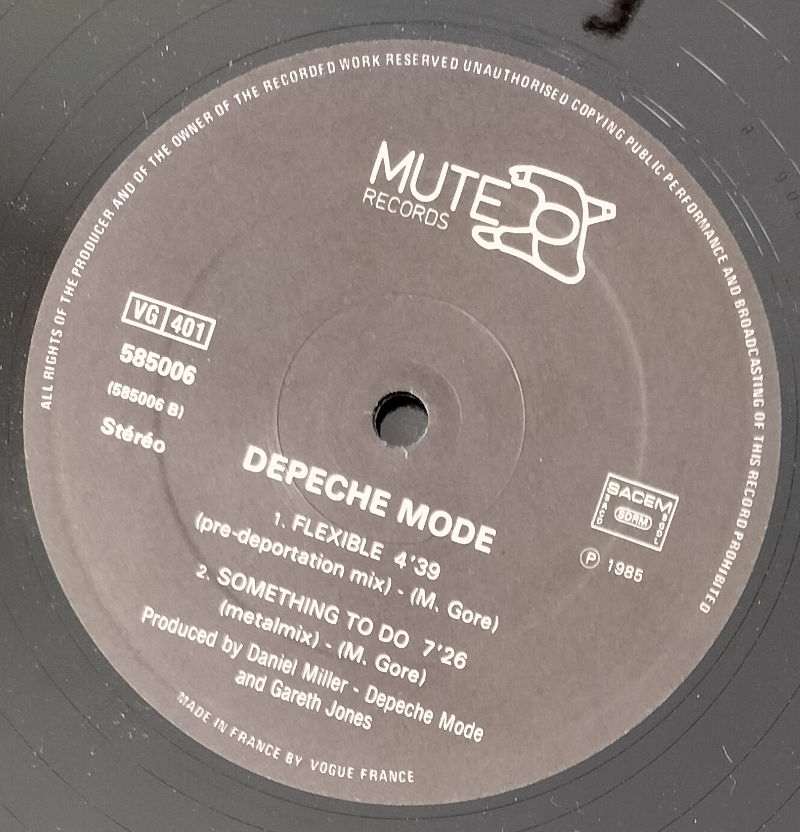 ALL RIGHTS OF THE PRODUCER AND OF THE OWNER OF THE RECORDED WORK RESERVED UNAUTHORISED COPYING PUBLIC PERFORMANCE AND BROADCASTING OF THIS RECORD PROHIBITED
MUTE
RECORDS
VG 401
585006
(585006 B)
Stéréo
DEPECHE MODE
1. FLEXIBLE 4'39
(pre-deportation mix) - (M. Gore)
2. SOMETHING TO DO 7'26
(metalmix) - (M. Gore)
Produced by Daniel Miller - Depeche Mode
and Gareth Jones
SACEM
SACD
SDRM
SGDL
℗ 1985
MADE IN FRANCE BY VOGUE FRANCE